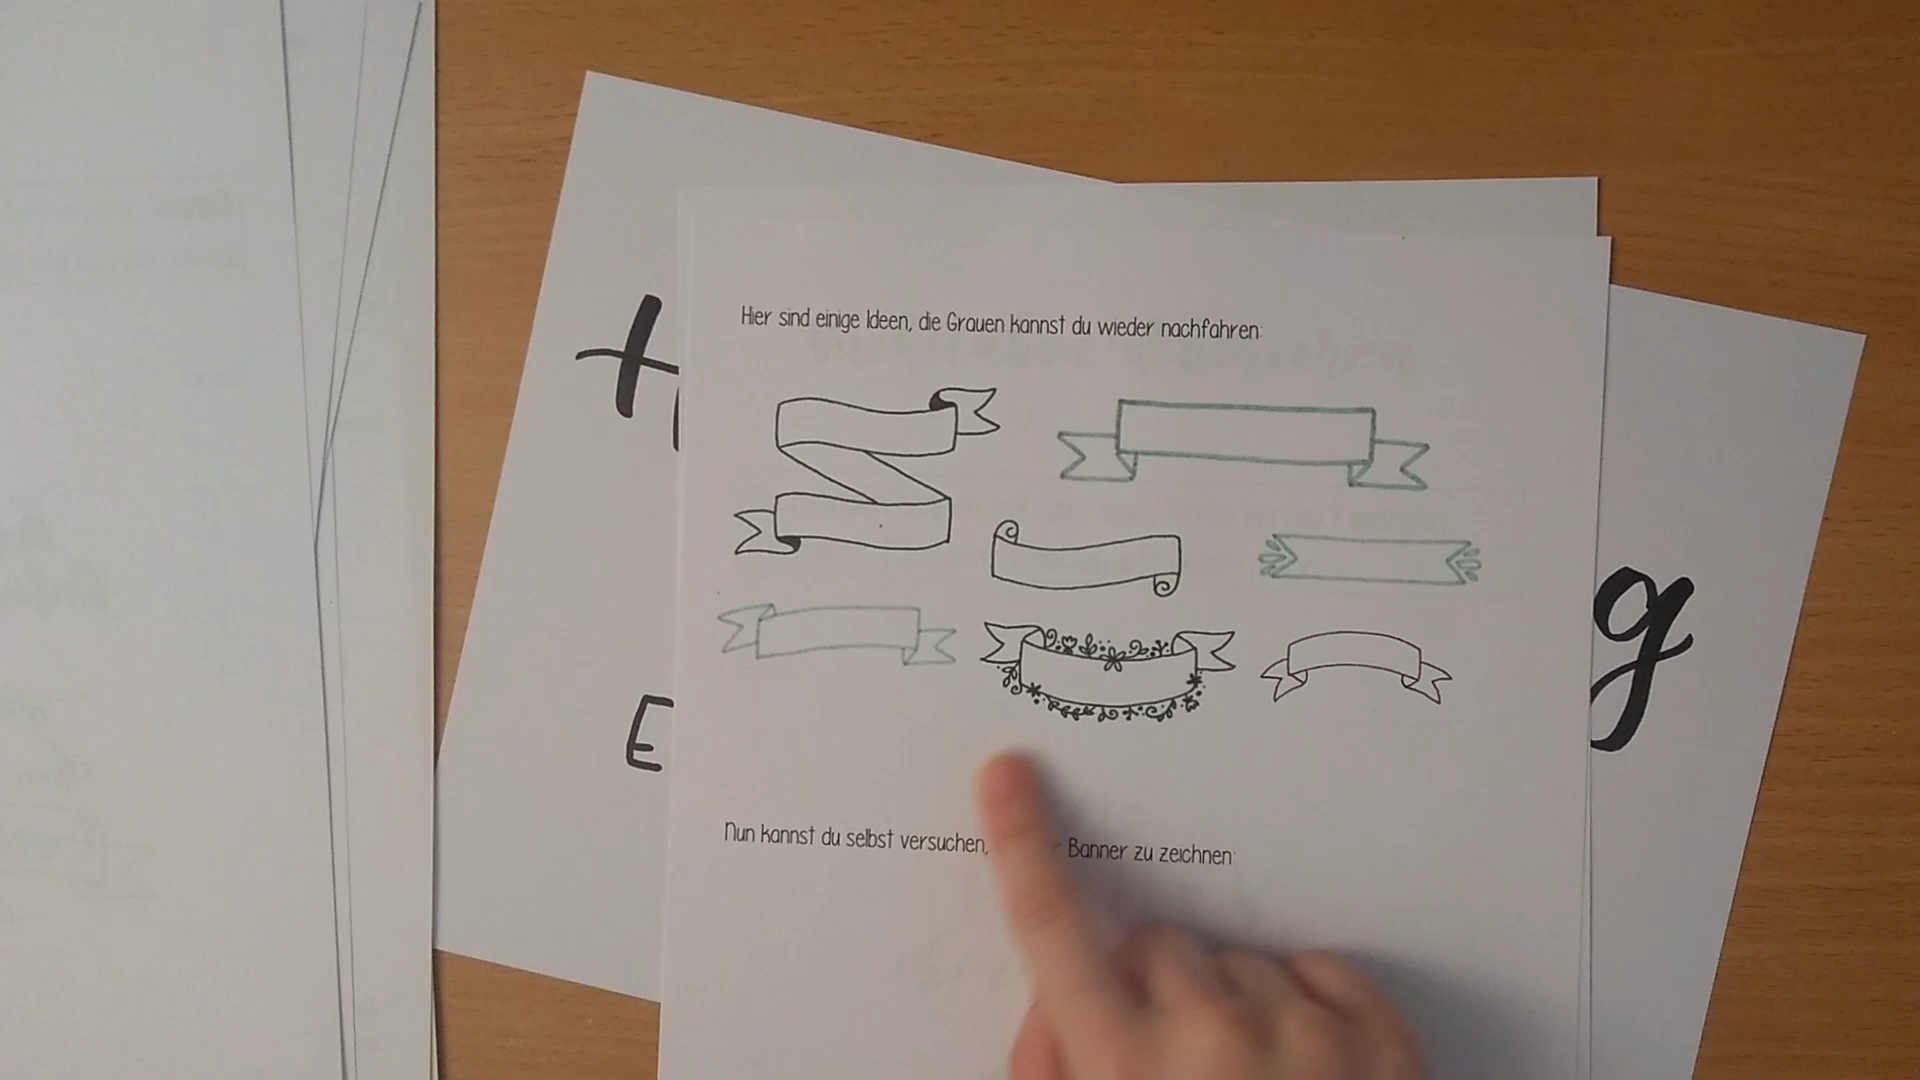 Hier sind einige Ideen, die Grauen kannst du wieder nachfahren:
E
g
Nun kannst du selbst versuchen, Banner zu zeichnen: